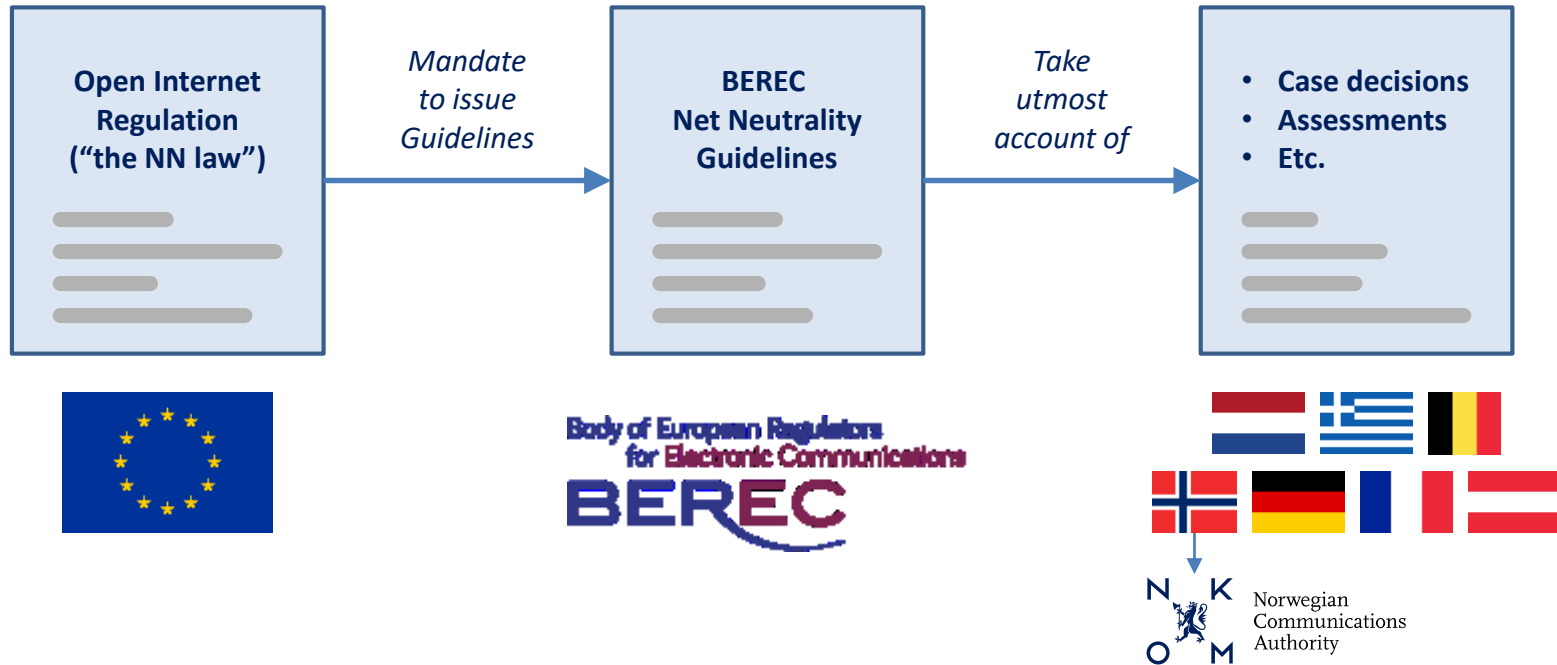 Open Internet
Regulation
(“the NN law”)
Mandate
to issue
Guidelines
BEREC
Net Neutrality
Guidelines
Take
utmost
account of
• Case decisions
• Assessments
• Etc.
Body of European Regulators
for Electronic Communications
BEREC
N K
O M
Norwegian
Communications
Authority